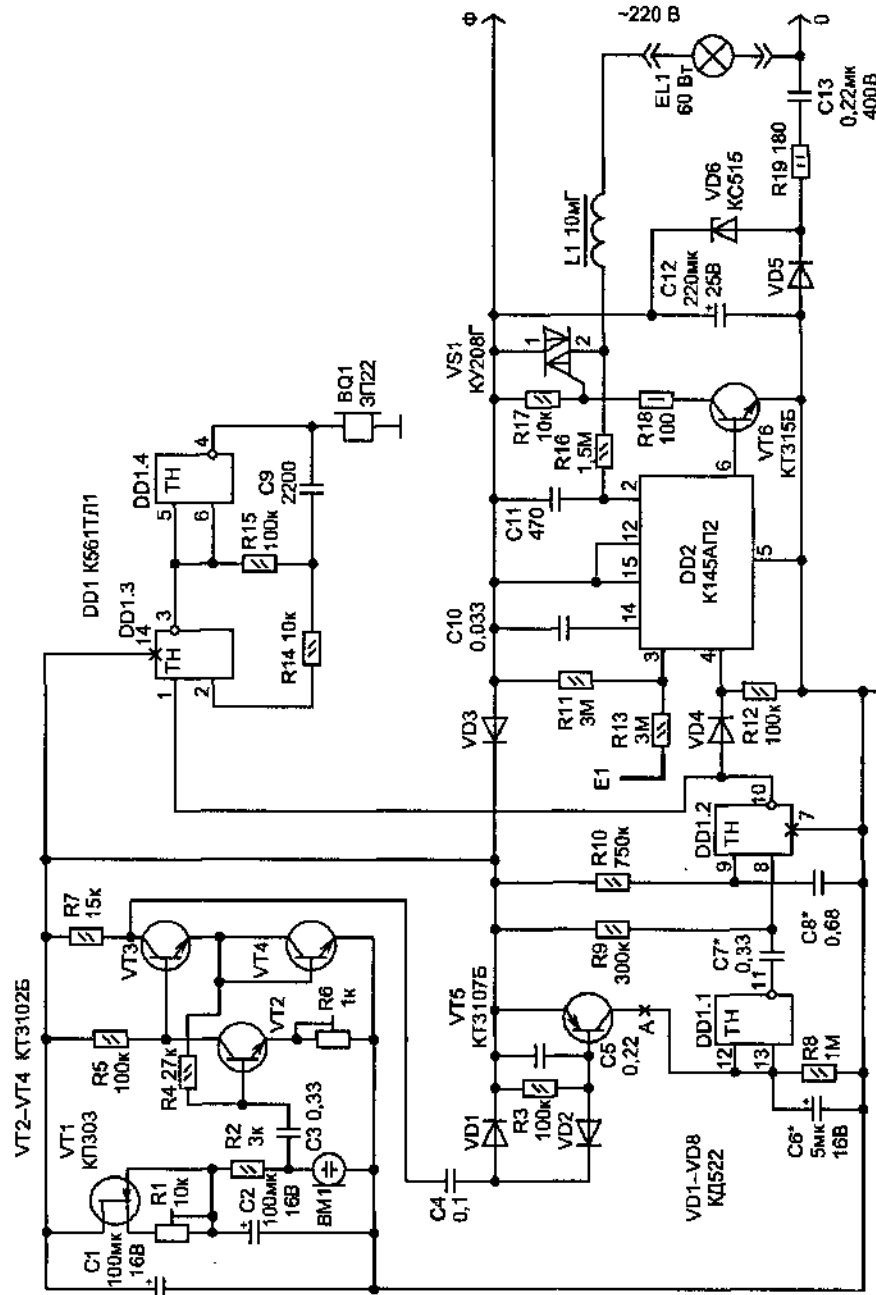 Ф
~220 В
0
EL1
60 Вт
C13
0,22мк
400В
R19 180
VD6
КС515
L1 10мГ
C12
220мк
25В
+
VD5
VS1
КУ208Г
1
2
R17
10к
R16
1,5М
R18
100
VT6
КТ315Б
C11
470
2
12
15
14
6
DD2
К145АП2
5
3
4
C10
0,033
R11
3М
R13
3М
E1
VD3
VD4
R12
100к
DD1 К561ТЛ1
DD1.3
14
TH
3
1
2
DD1.4
TH
4
5
6
BQ1
ЗП22
C9
2200
R15
100к
R14 10к
DD1.2
TH
10
9
8
7
R10
750к
R9
300к
C8*
0,68
C7*
0,33
DD1.1
TH
11
12
13
R8
1М
C6*
5мк
16В
+
A
VT5
КТ3107Б
C5
0,22
R3
100к
VD1
VD2
C4
0,1
VD1–VD8
КД522
VT2–VT4 КТ3102Б
R7
15к
VT3
VT4
R6
1к
VT2
R5
100к
R4 27к
VT1
КП303
R1
10к
R2
3к
C3 0,33
C2
100мк
16В
+
BM1
C1
100мк
16В
+